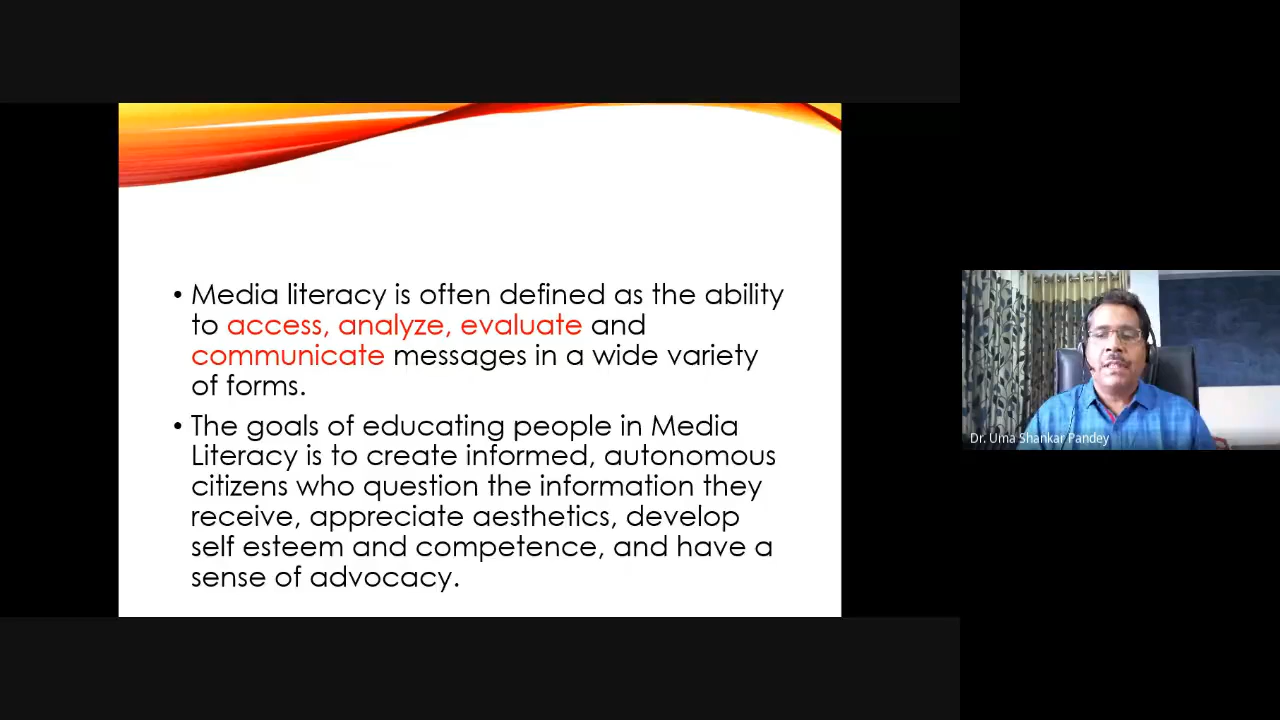 • Media literacy is often defined as the ability
to access, analyze, evaluate and
communicate messages in a wide variety
of forms.
• The goals of educating people in Media
Literacy is to create informed, autonomous
citizens who question the information they
receive, appreciate aesthetics, develop
self esteem and competence, and have a
sense of advocacy.
Dr. Uma Shankar Pandey